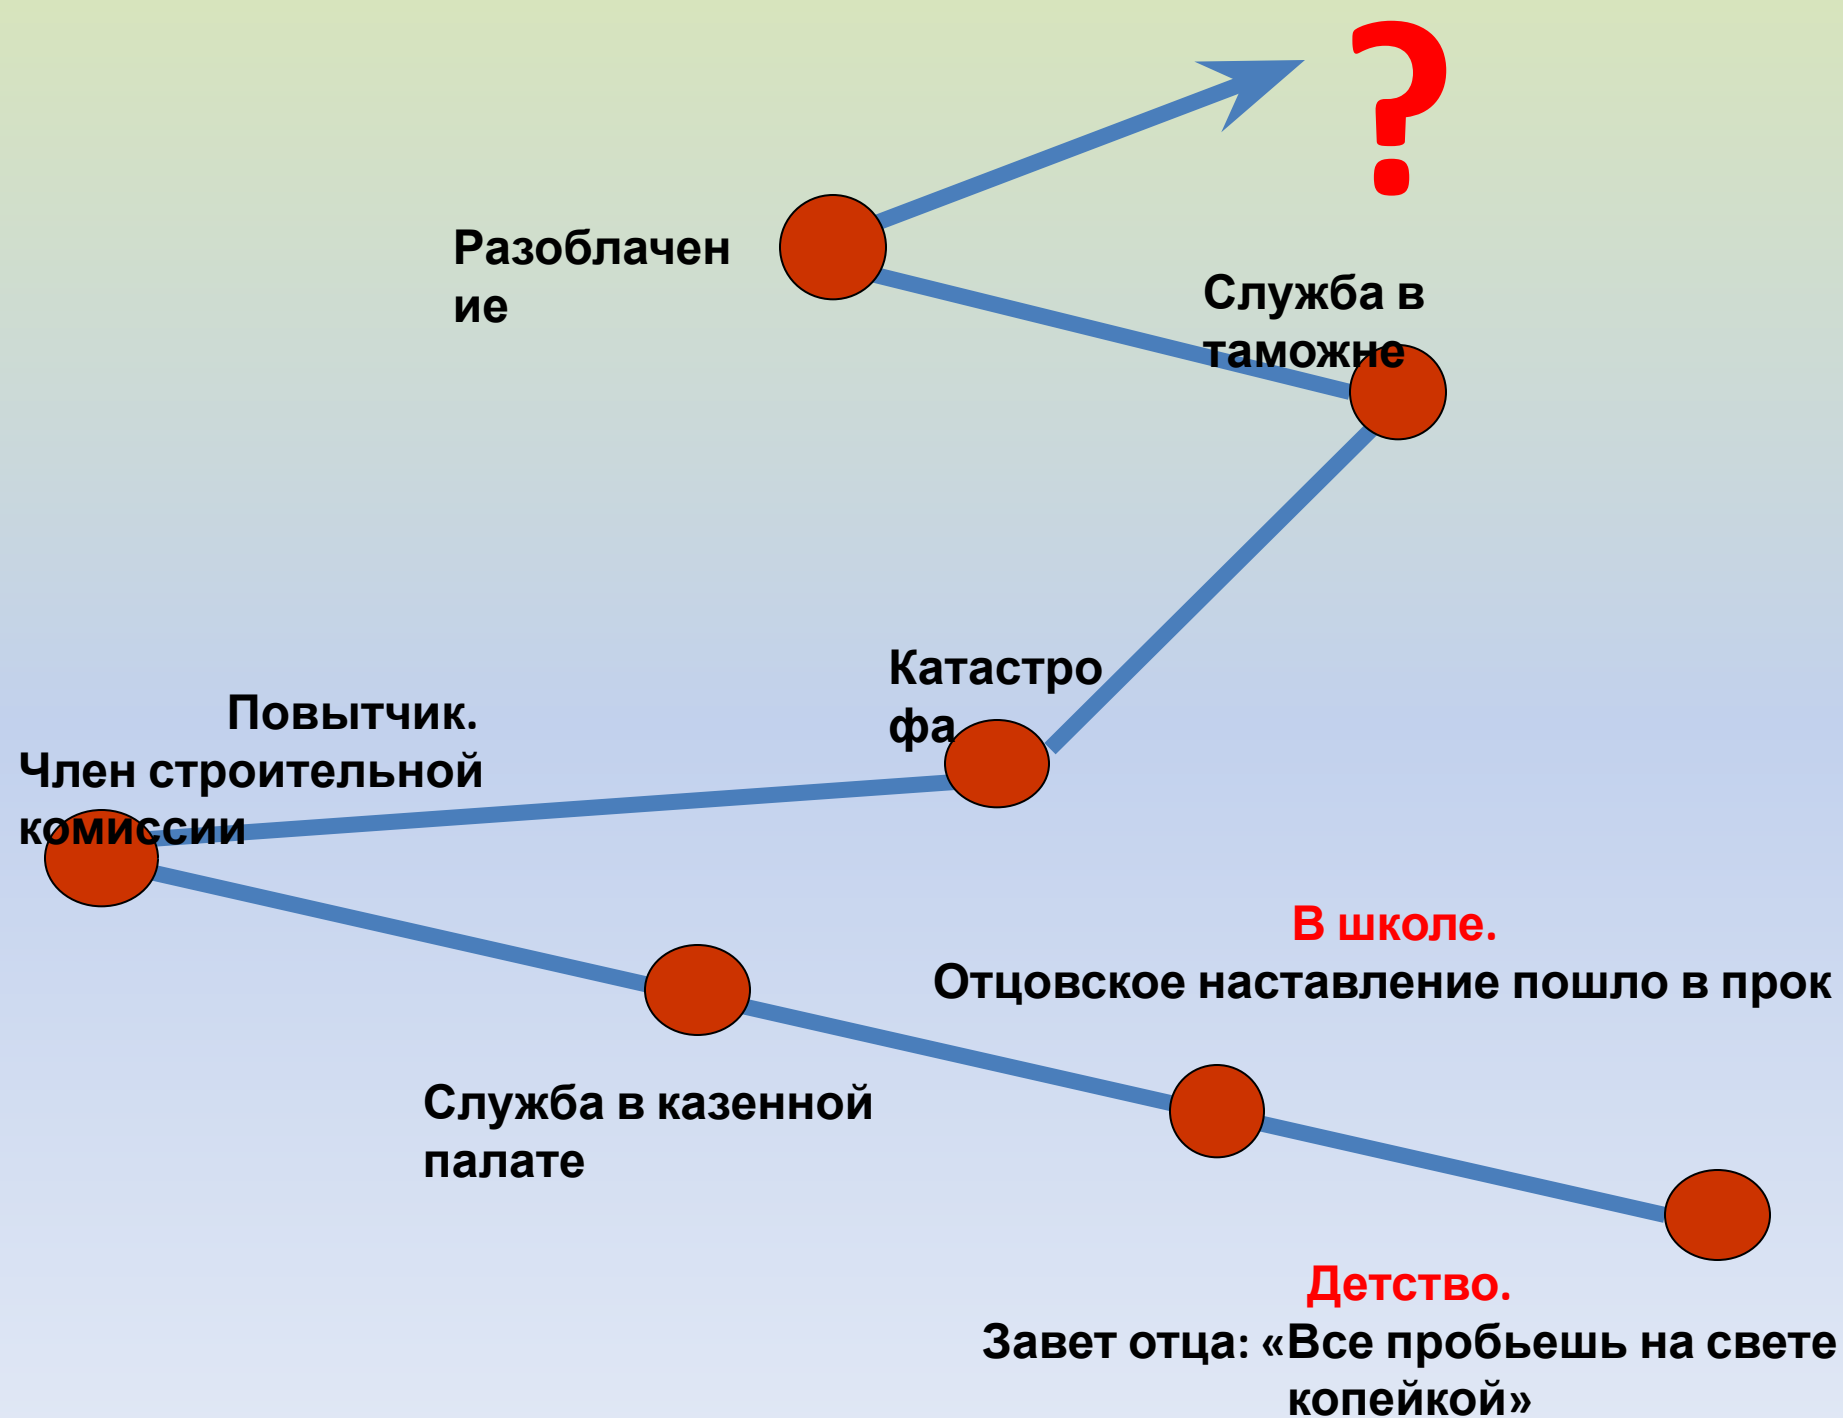 ?
Разоблачен
ие
Служба в
таможне
Катастро
фа
Повытчик.
Член строительной
комиссии
В школе.
Отцовское наставление пошло в прок
Служба в казенной
палате
Детство.
Завет отца: «Все пробьешь на свете
копейкой»